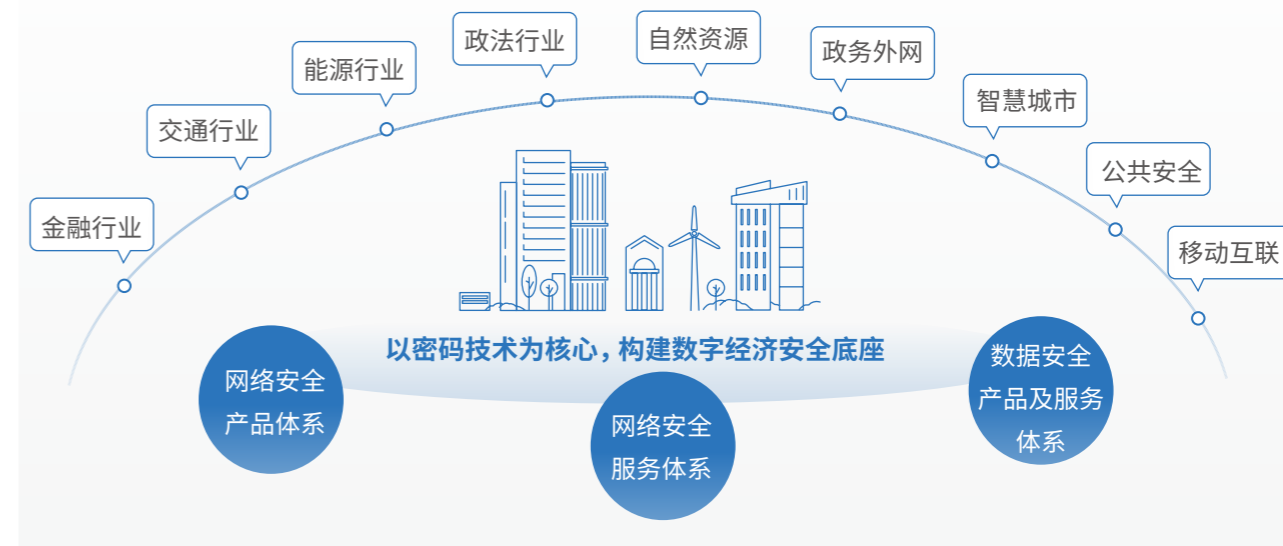 金融行业
交通行业
能源行业
政法行业
自然资源
政务外网
智慧城市
公共安全
移动互联
以密码技术为核心，构建数字经济安全底座
网络安全
产品体系
网络安全
服务体系
数据安全
产品及服务
体系